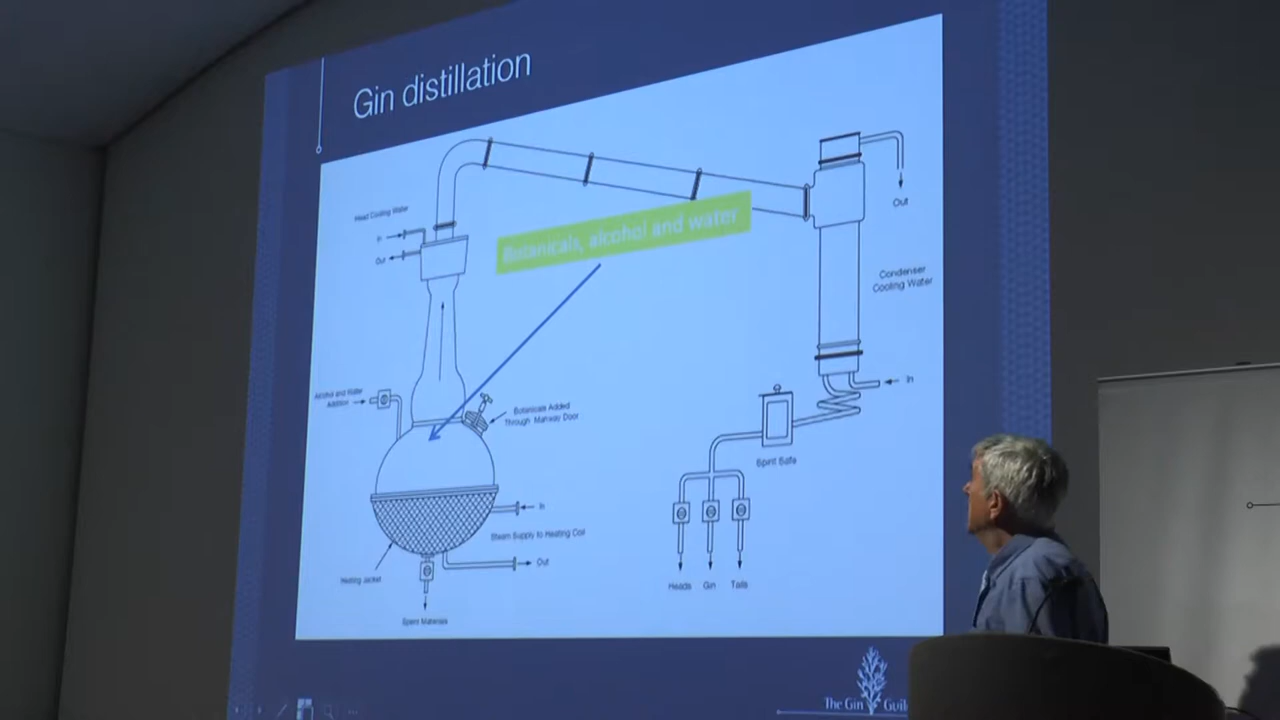 Gin distillation
Head Cooling Water
In
Out
Out
Botanicals, alcohol and water
Condenser
Cooling Water
Alcohol and Water
Addition
Botanicals Added
Through Manway Door
In
Spirit Safe
In
Steam Supply to Heating Coil
Out
Heating Jacket
Heads
Gin
Tails
Spent Materials
The Gin Guild